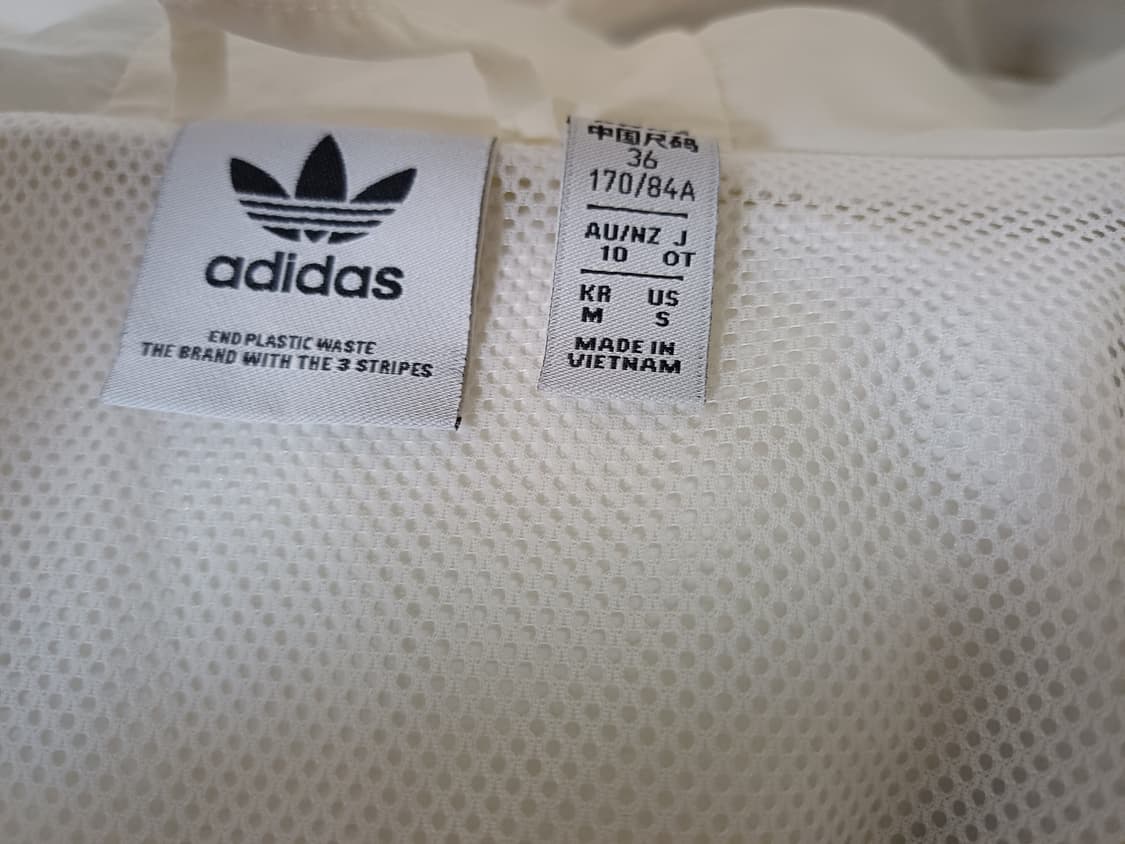 adidas
END PLASTIC WASTE
THE BRAND WITH THE 3 STRIPES
中国尺码
36
170/84A
AU/NZ J
10 OT
KR US
M S
MADE IN
VIETNAM